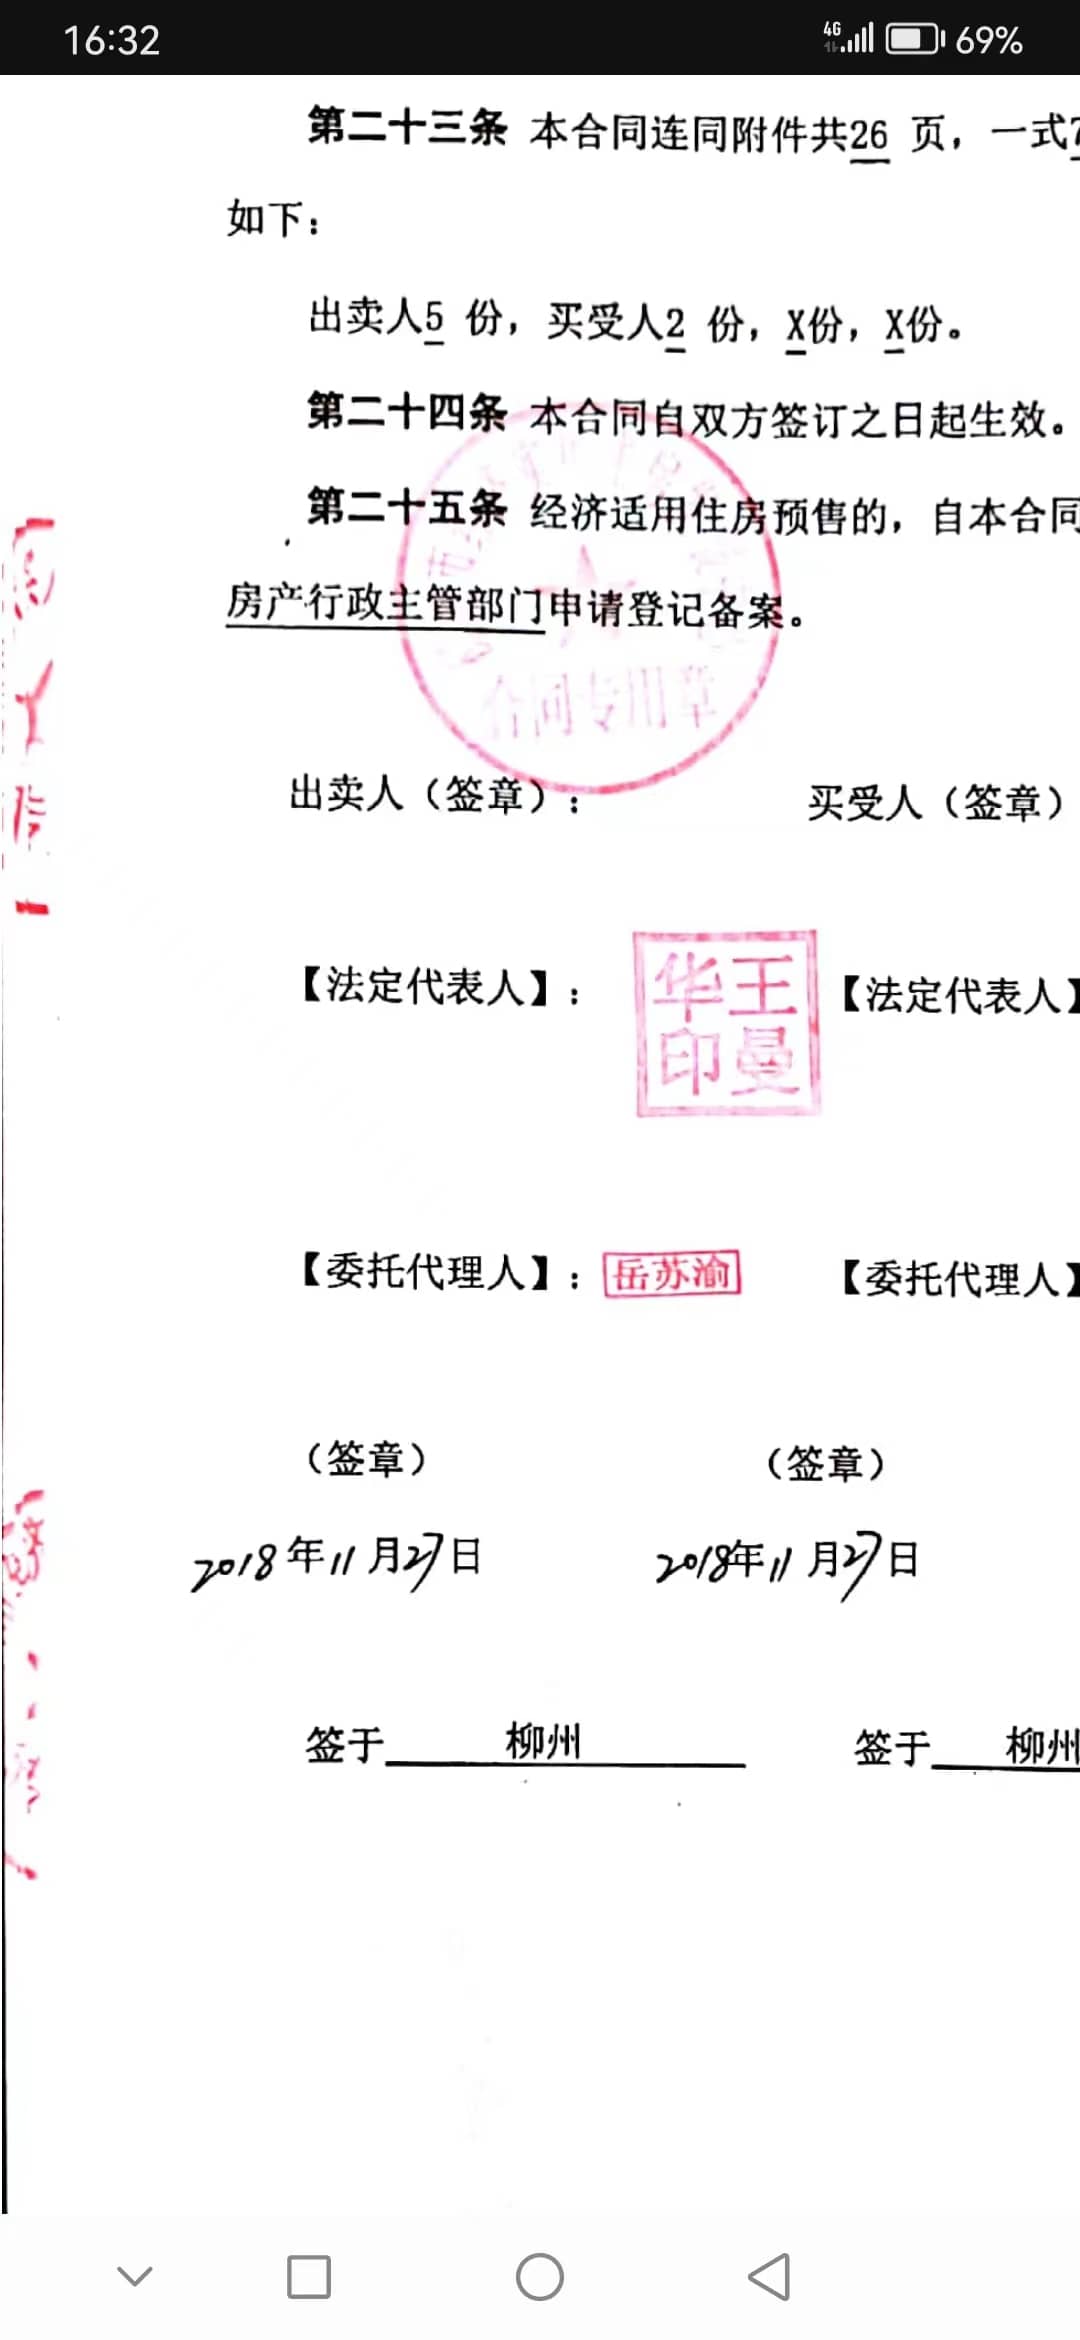 16:32
4G 69%
第二十三条 本合同连同附件共26 页，一式7
如下：
出卖人5 份，买受人2 份，X份，X份。
第二十四条 本合同自双方签订之日起生效。
第二十五条 经济适用住房预售的，自本合同
房产行政主管部门申请登记备案。
合同专用章
出卖人（签章）： 买受人（签章）
【法定代表人】： 华王 【法定代表人】
印曼
【委托代理人】： 岳苏渝 【委托代理人】
（签章） （签章）
2018年11月27日 2018年11月27日
签于 柳州 签于 柳州